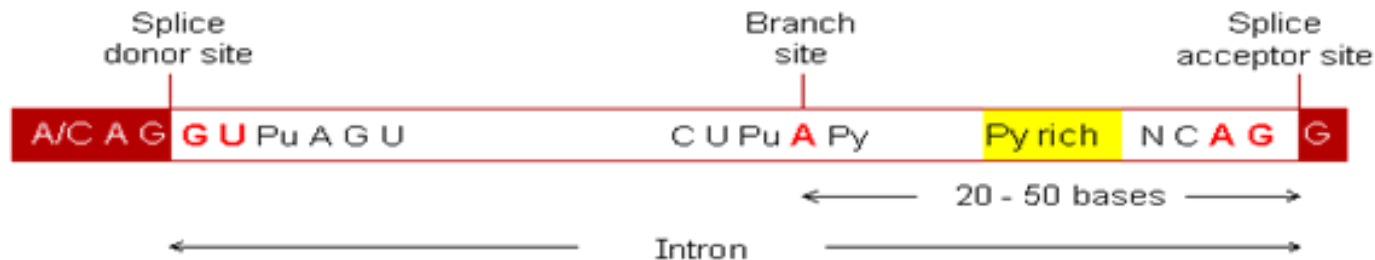 Splice
donor site
Branch
site
Splice
acceptor site
A/C A G G U Pu A G U C U Pu A Py Py rich N C A G G
20 - 50 bases
Intron